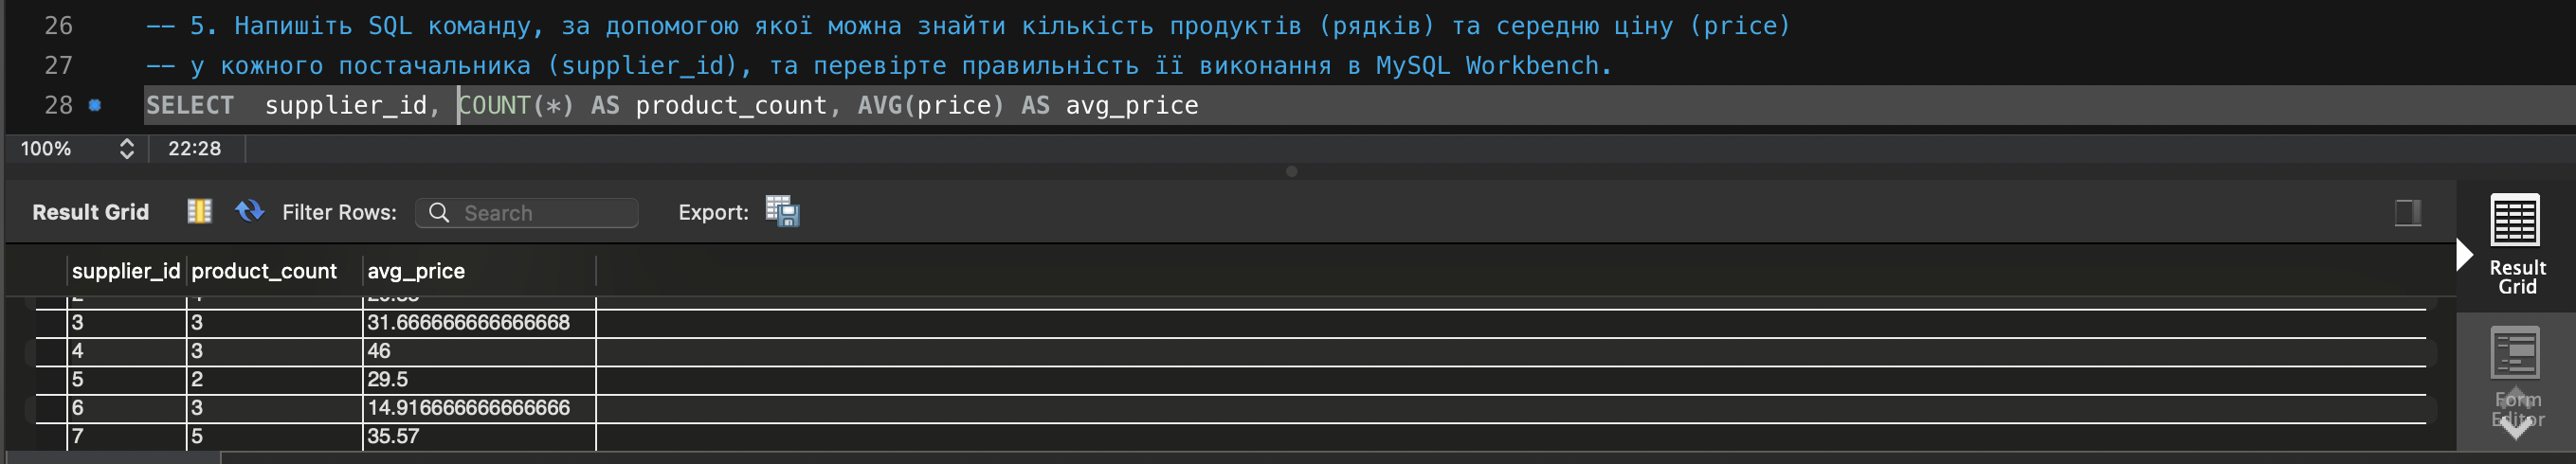 26 -- 5. Напишіть SQL команду, за допомогою якої можна знайти кількість продуктів (рядків) та середню ціну (price)
27 -- у кожного постачальника (supplier_id), та перевірте правильність її виконання в MySQL Workbench.
28 SELECT  supplier_id, COUNT(*) AS product_count, AVG(price) AS avg_price
100% 22:28
Result Grid Filter Rows: Search Export:
Result
Grid
supplier_id product_count avg_price
3 3 31.666666666666668
4 3 46
5 2 29.5
6 3 14.916666666666666
7 5 35.57
Form
Editor